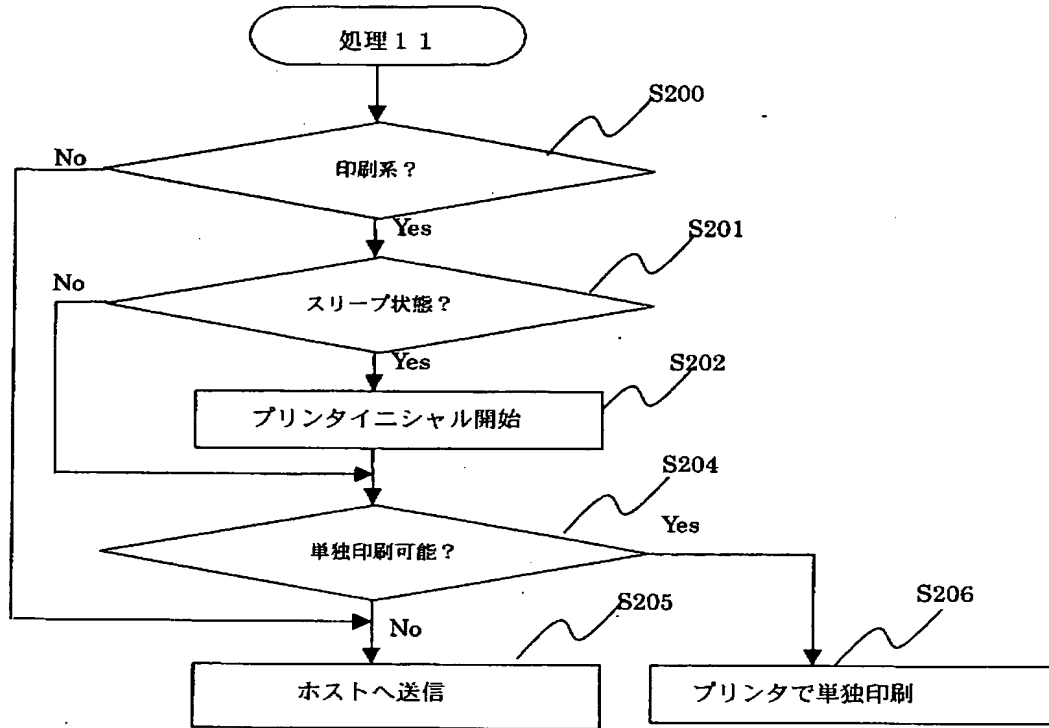 処理１１
S200
No
印刷系？
Yes
S201
No
スリープ状態？
Yes
S202
プリンタイニシャル開始
S204
Yes
単独印刷可能？
S205
S206
No
ホストへ送信
プリンタで単独印刷